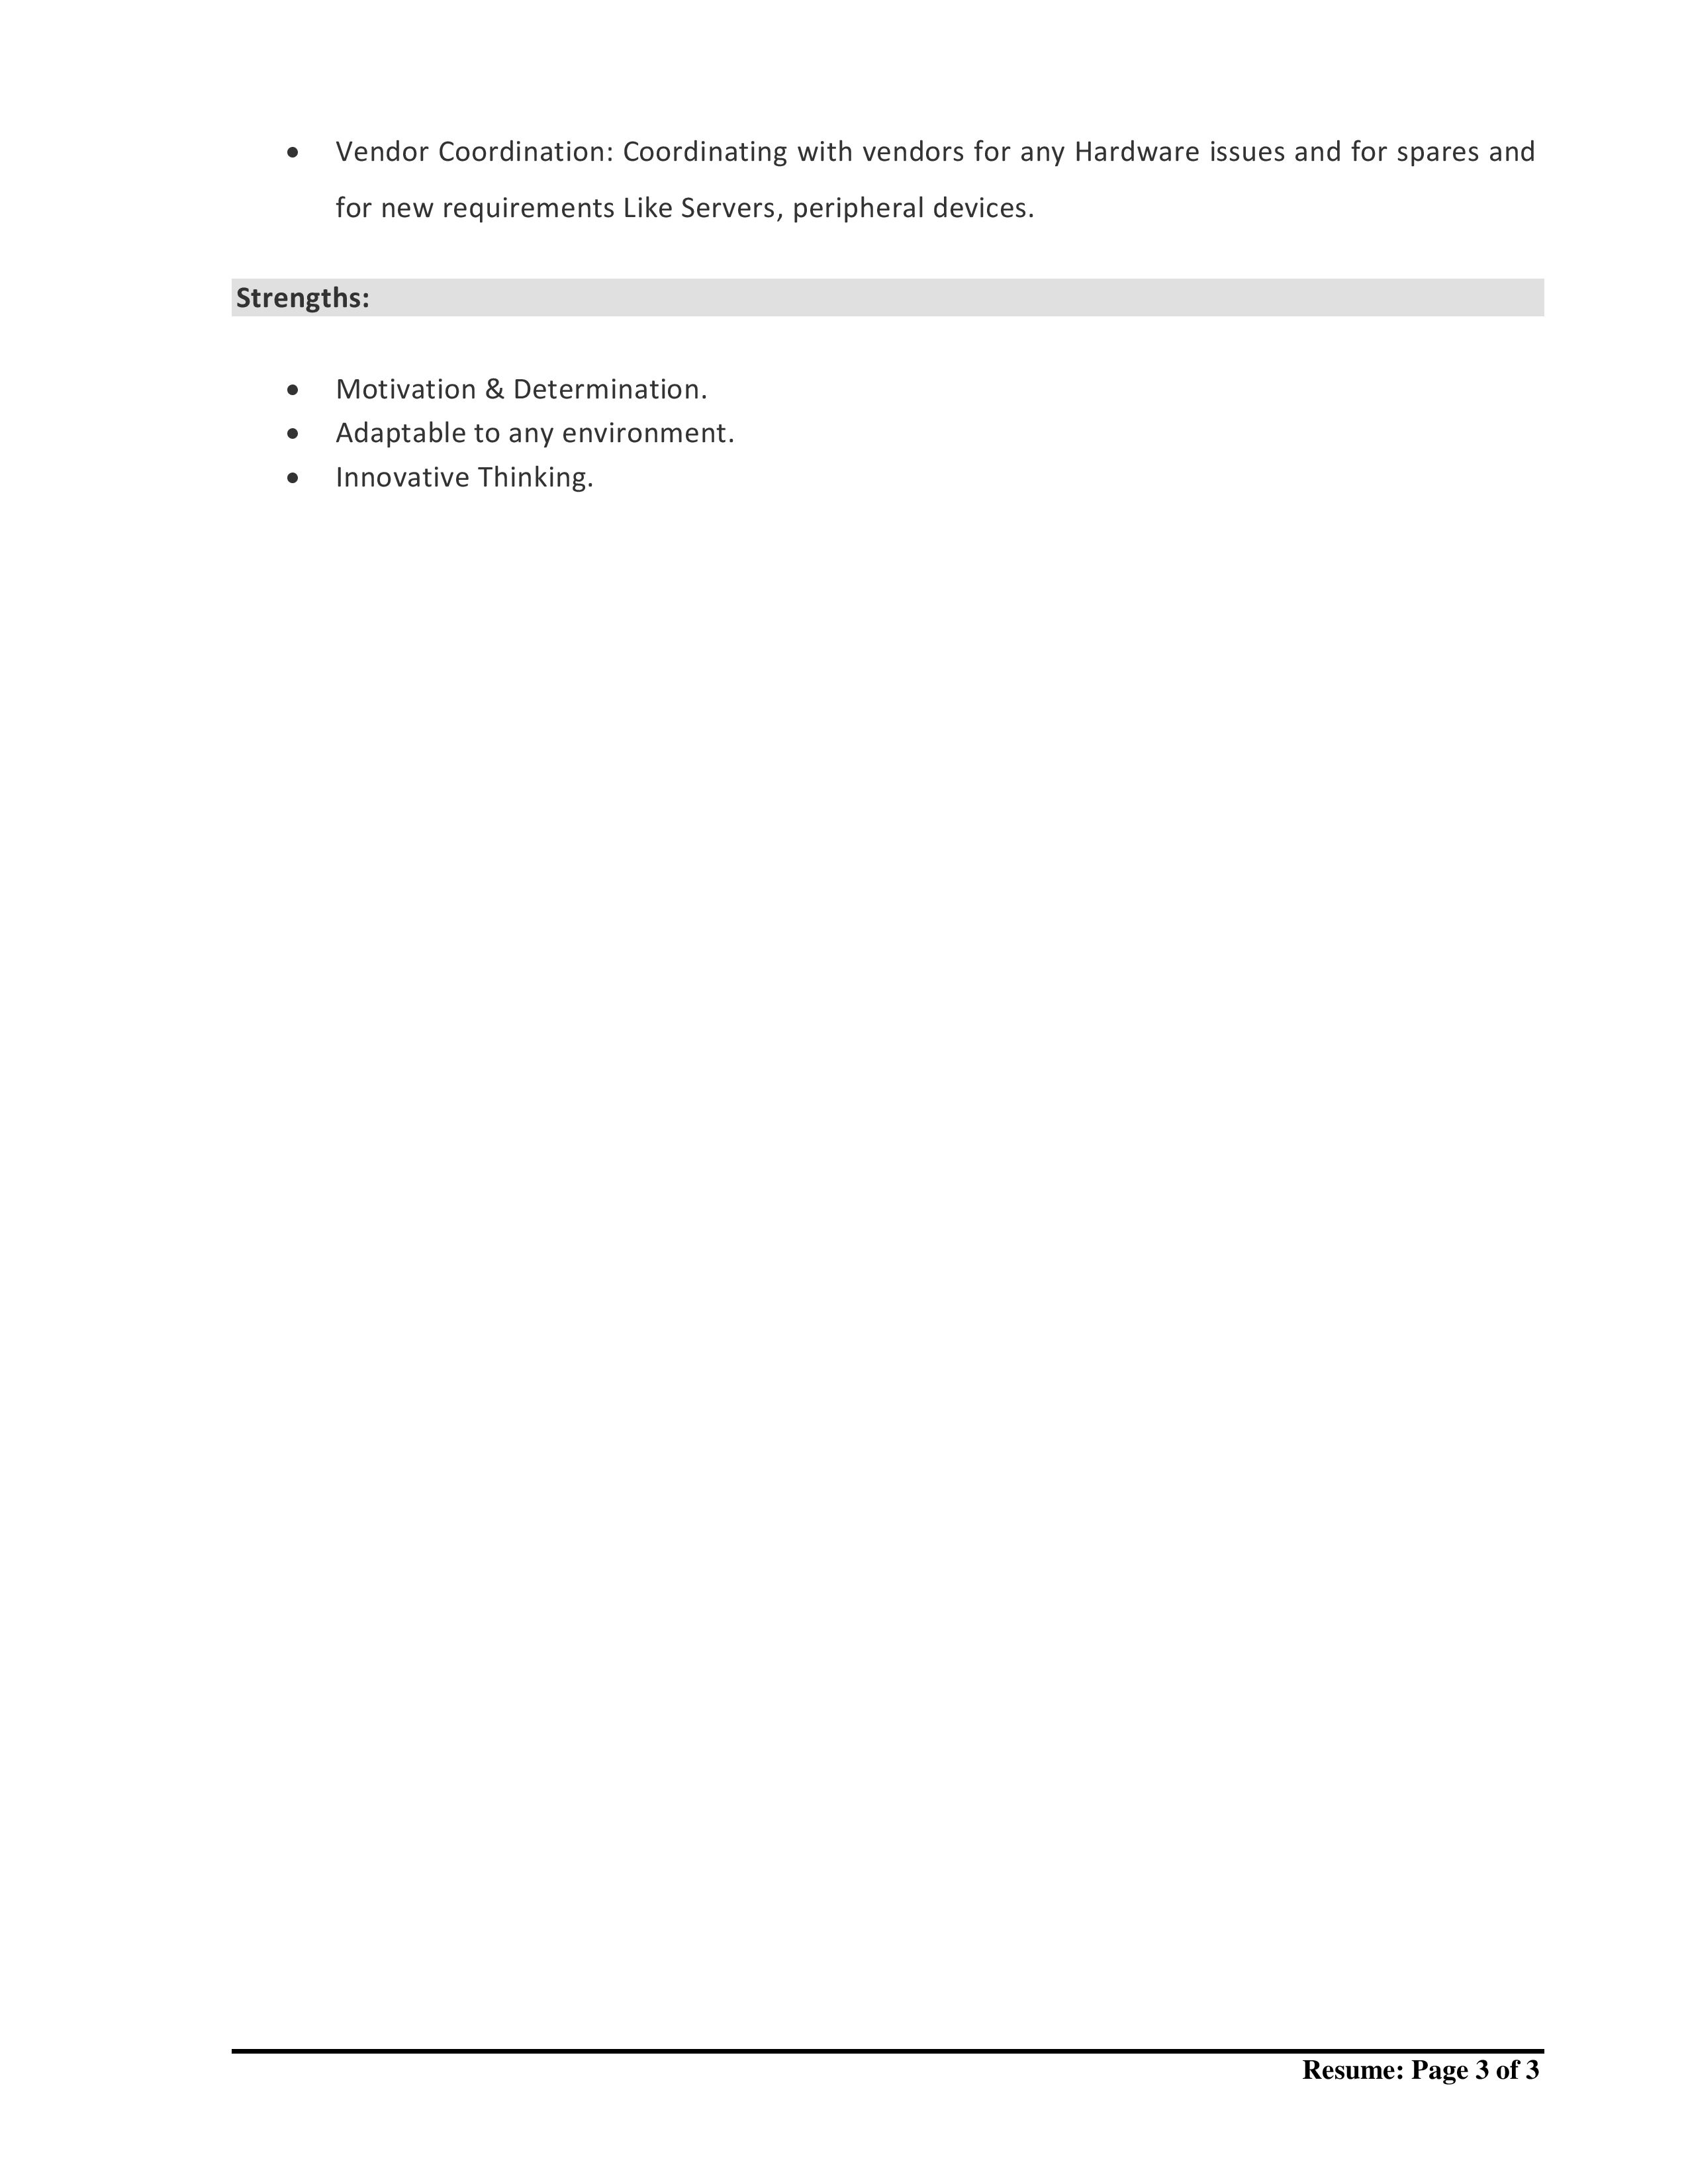 • Vendor Coordination: Coordinating with vendors for any Hardware issues and for spares and
for new requirements Like Servers, peripheral devices.
Strengths:
• Motivation & Determination.
• Adaptable to any environment.
• Innovative Thinking.
Resume: Page 3 of 3